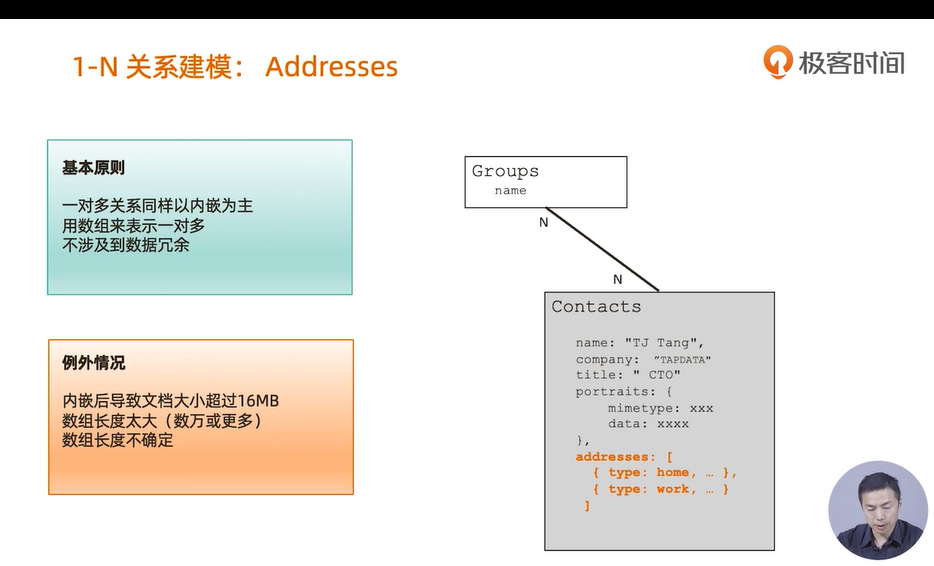 1-N 关系建模： Addresses
极客时间
基本原则
一对多关系同样以内嵌为主
用数组来表示一对多
不涉及到数据冗余
例外情况
内嵌后导致文档大小超过16MB
数组长度太大（数万或更多）
数组长度不确定
Groups
name
N
N
Contacts
name: "TJ Tang",
company: "TAPDATA"
title: " CTO"
portraits: {
mimetype: xxx
data: xxxx
},
addresses: [
{ type: home, … },
{ type: work, … }
]